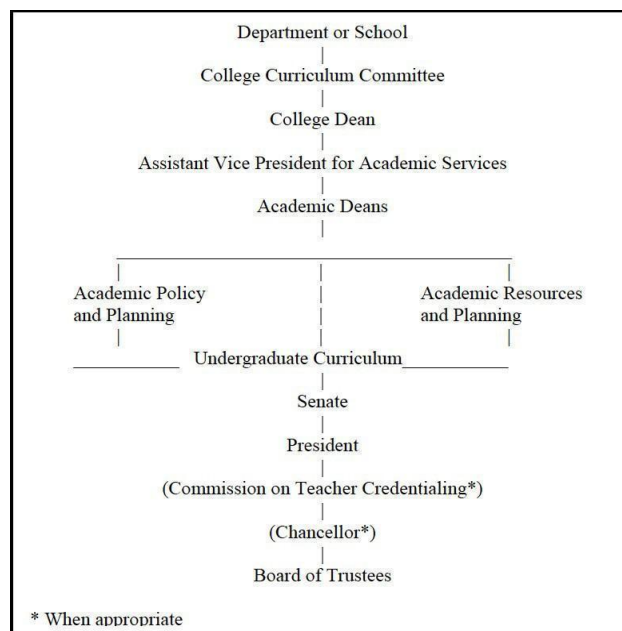 Department or School
College Curriculum Committee
College Dean
Assistant Vice President for Academic Services
Academic Deans
Academic Policy
and Planning
Academic Resources
and Planning
Undergraduate Curriculum
Senate
President
(Commission on Teacher Credentialing*)
(Chancellor*)
Board of Trustees
* When appropriate